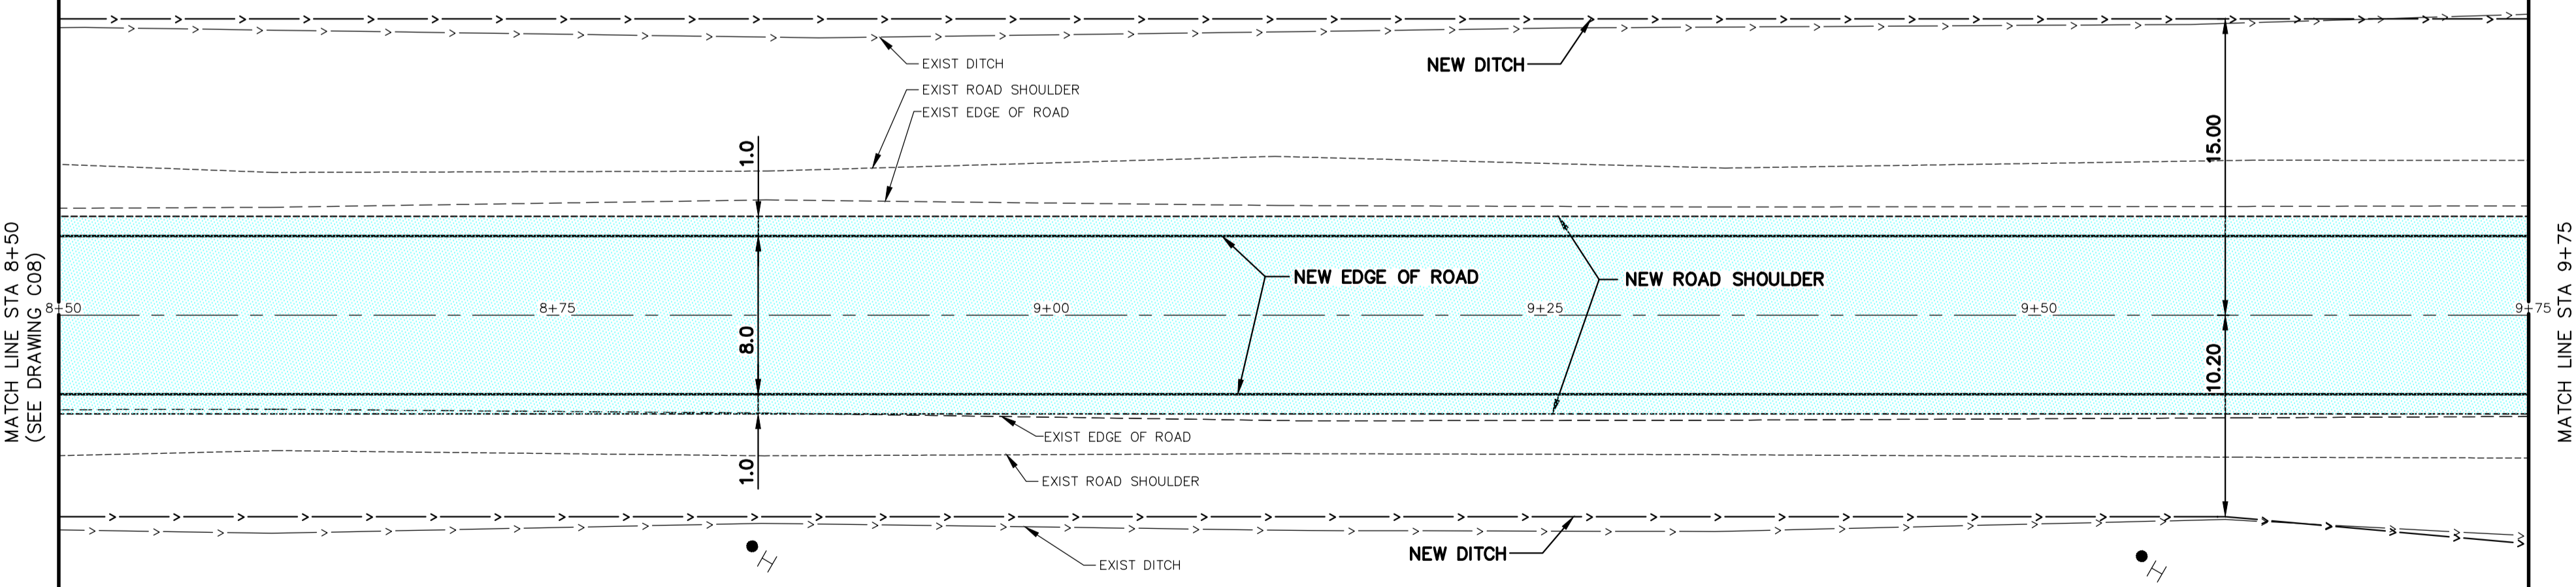 EXIST DITCH
NEW DITCH
EXIST ROAD SHOULDER
EXIST EDGE OF ROAD
1.0
15.00
MATCH LINE STA 8+50
(SEE DRAWING C08)
NEW EDGE OF ROAD
NEW ROAD SHOULDER
8+50
8+75
9+00
9+25
9+50
9+75
MATCH LINE STA 9+75
8.0
10.20
EXIST EDGE OF ROAD
1.0
EXIST ROAD SHOULDER
NEW DITCH
EXIST DITCH
H
H